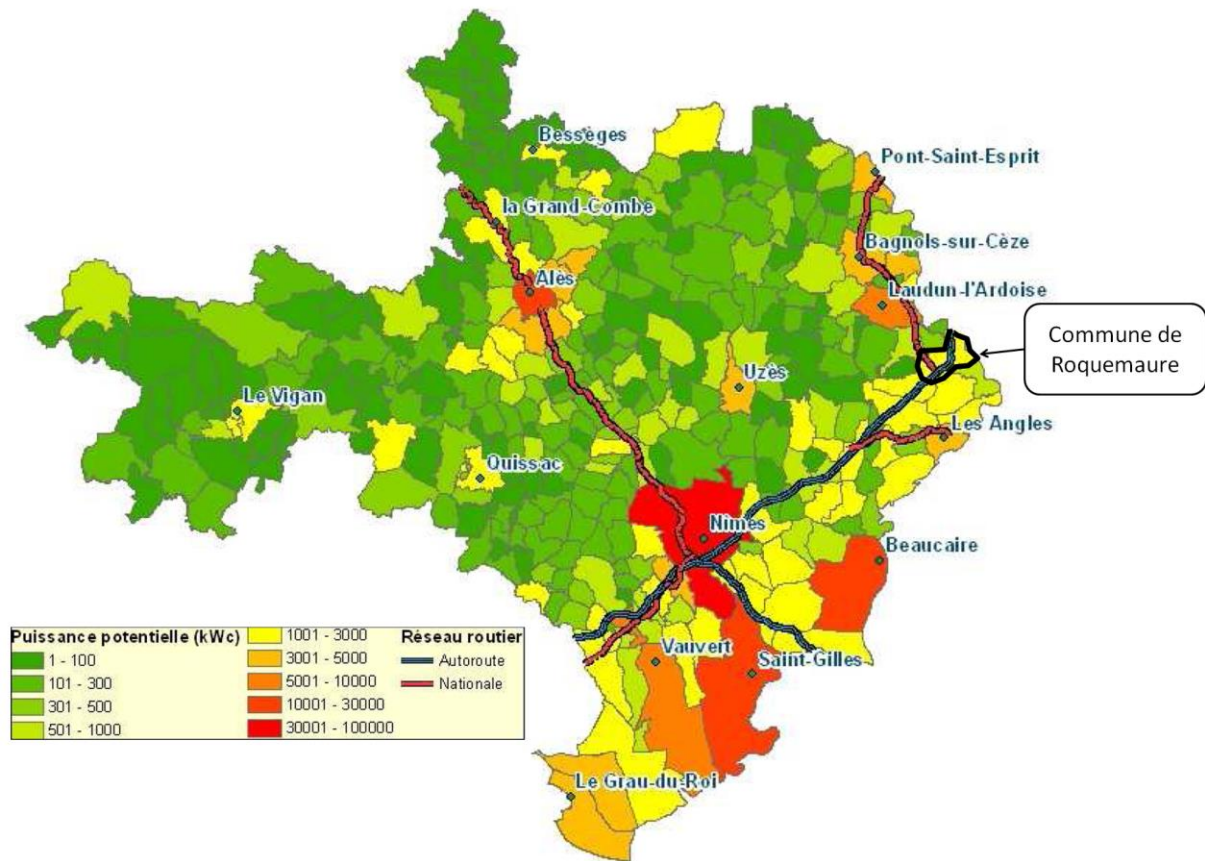 Bessèges
Pont-Saint-Esprit
la Grand-Combe
Bagnols-sur-Cèze
Alès
Laudun-l'Ardoise
Commune de
Roquemaure
Uzès
Le Vigan
Les Angles
Quissac
Nîmes
Beaucaire
Vauvert
Saint-Gilles
Le Grau-du-Roi
Puissance potentielle (kWc)
1 - 100
101 - 300
301 - 500
501 - 1000
1001 - 3000
3001 - 5000
5001 - 10000
10001 - 30000
30001 - 100000
Réseau routier
Autoroute
Nationale